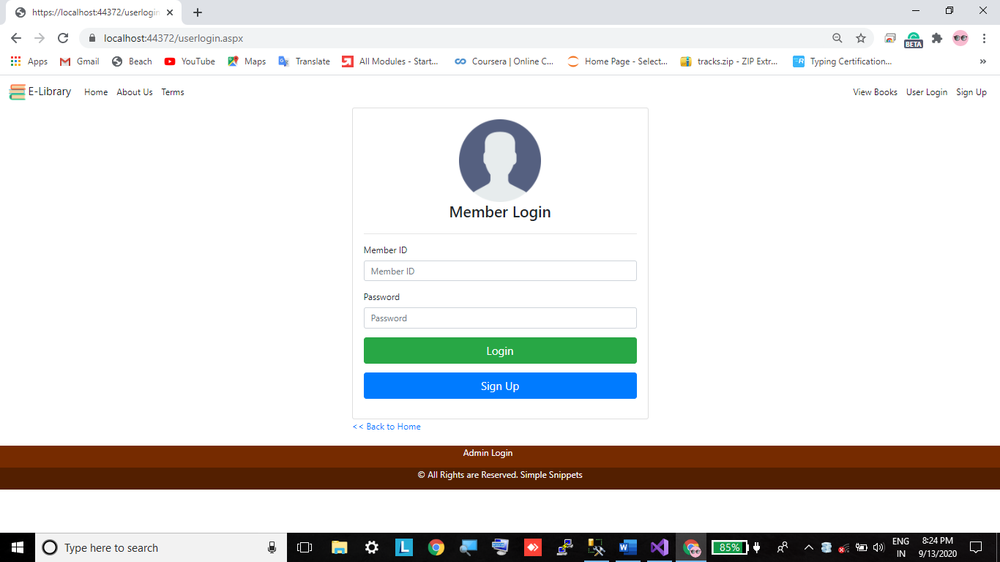 https://localhost:44372/userlogin
localhost:44372/userlogin.aspx
BETA
Apps Gmail Beach YouTube Maps Translate All Modules - Start... Coursera | Online C... Home Page - Select... tracks.zip - ZIP Extr... Typing Certification... »
E-Library Home About Us Terms View Books User Login Sign Up
Member Login
Member ID
Member ID
Password
Password
Login
Sign Up
<< Back to Home
Admin Login
© All Rights are Reserved. Simple Snippets
Type here to search
L
W
85%
ENG
IN
8:24 PM
9/13/2020